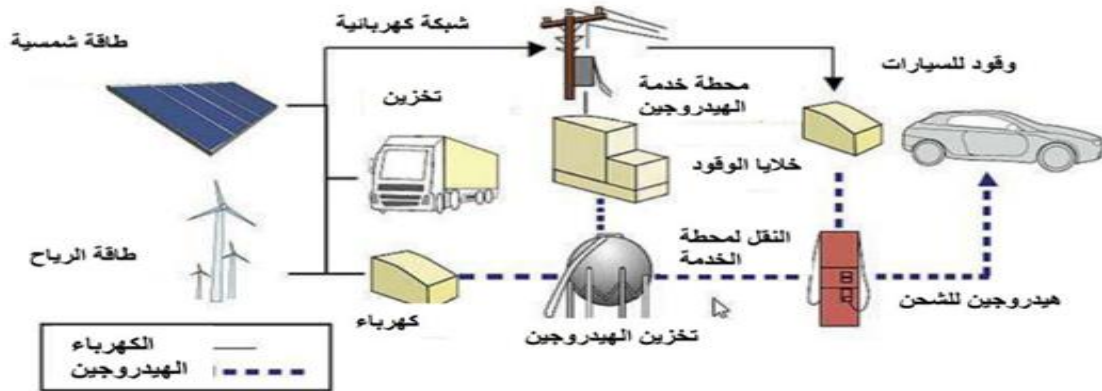 شبكة كهربائية
طاقة شمسية
وقود للسيارات
محطة خدمة
الهيدروجين
تخزين
خلايا الوقود
طاقة الرياح
النقل لمحطة
الخدمة
هيدروجين للشحن
كهرباء
تخزين الهيدروجين
الكهرباء
الهيدروجين